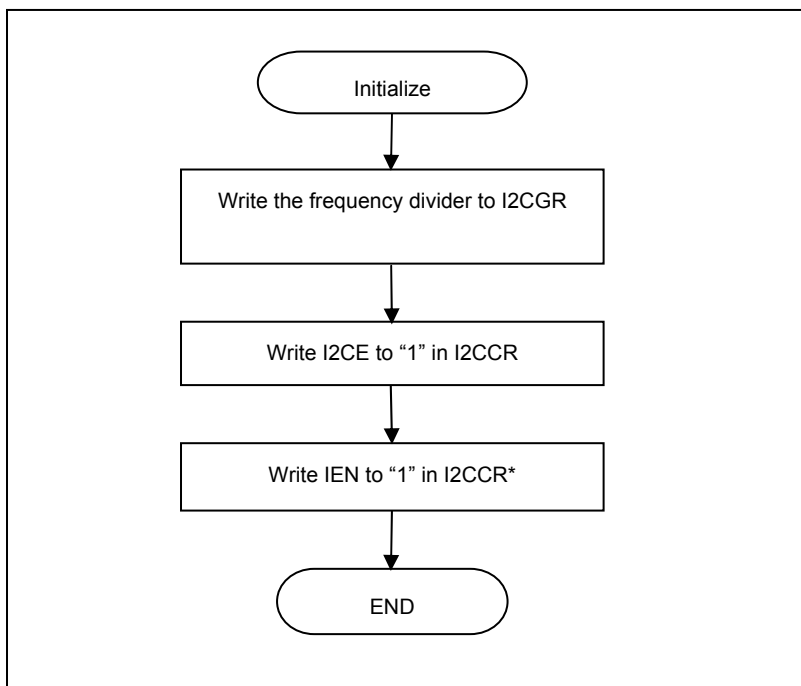 Initialize
Write the frequency divider to I2CGR
Write I2CE to “1” in I2CCR
Write IEN to “1” in I2CCR*
END